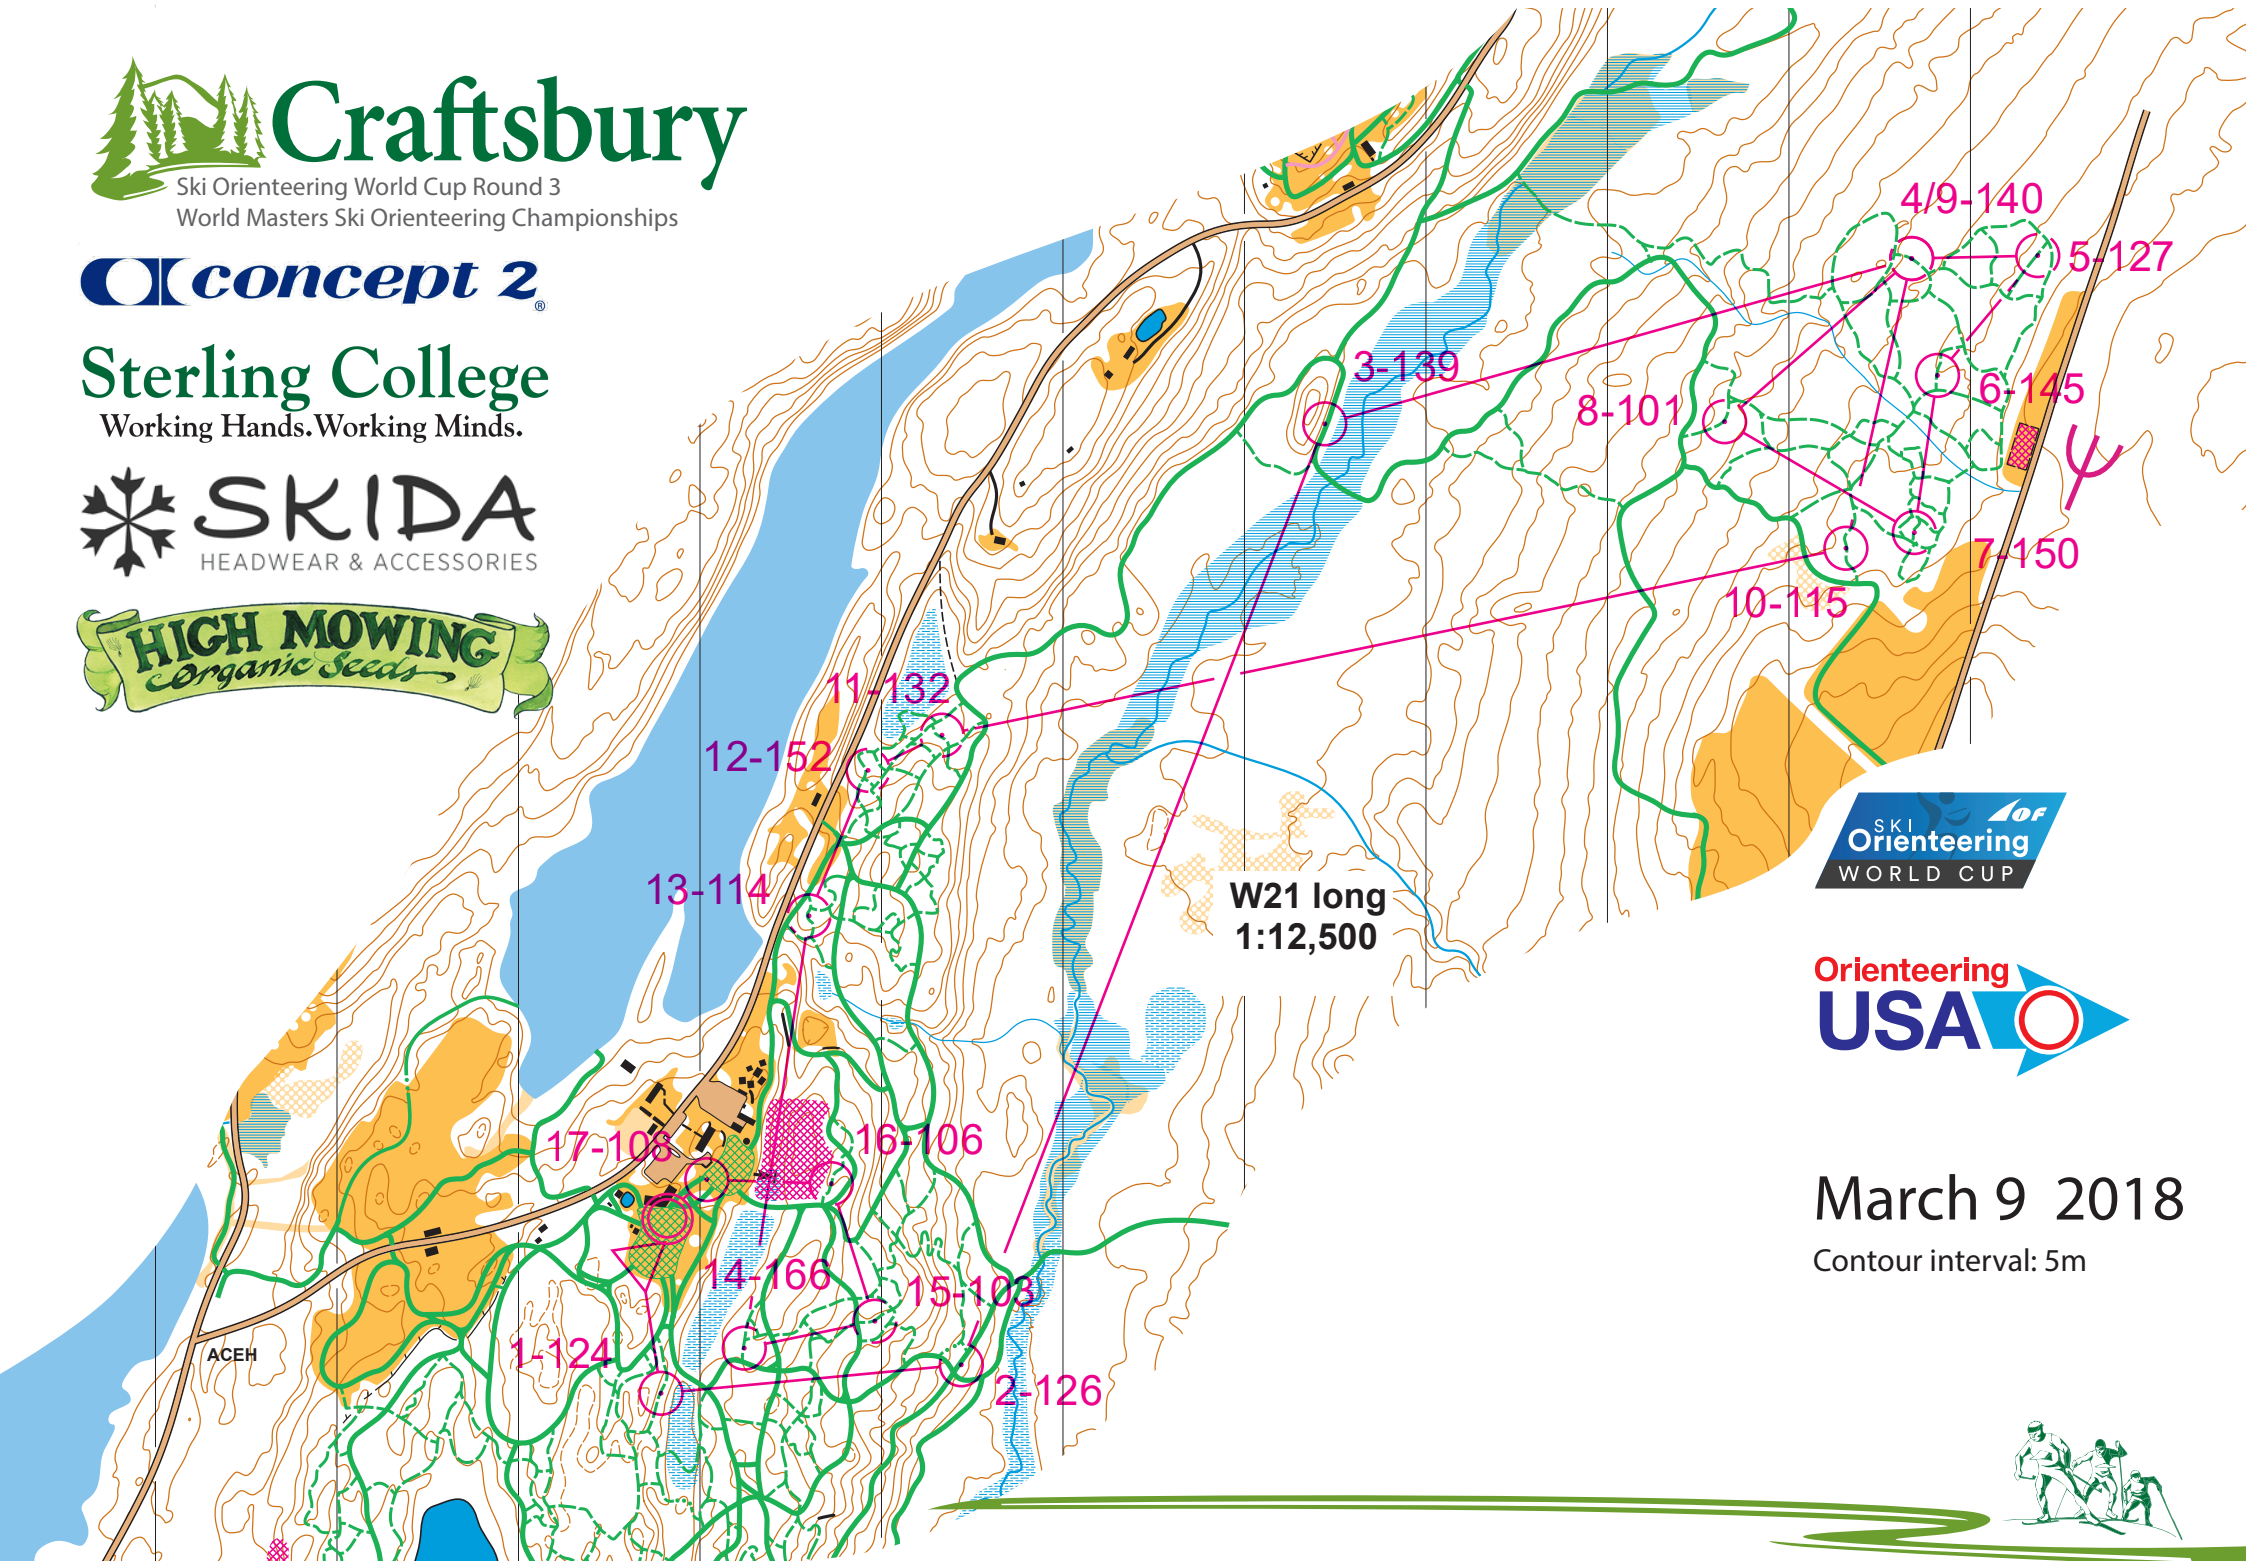 Craftsbury
Ski Orienteering World Cup Round 3
World Masters Ski Orienteering Championships
concept 2®
Sterling College
Working Hands. Working Minds.
SKIDA
HEADWEAR & ACCESSORIES
HIGH MOWING
Organic Seeds
4/9-140
5-127
3-139
6-145
8-101
7-150
10-115
11-132
12-152
13-114
W21 long
1:12,500
SKI
Orienteering
IOF
WORLD CUP
Orienteering
USA
17-108
16-106
14-166
15-103
1-124
2-126
ACEH
March 9 2018
Contour interval: 5m